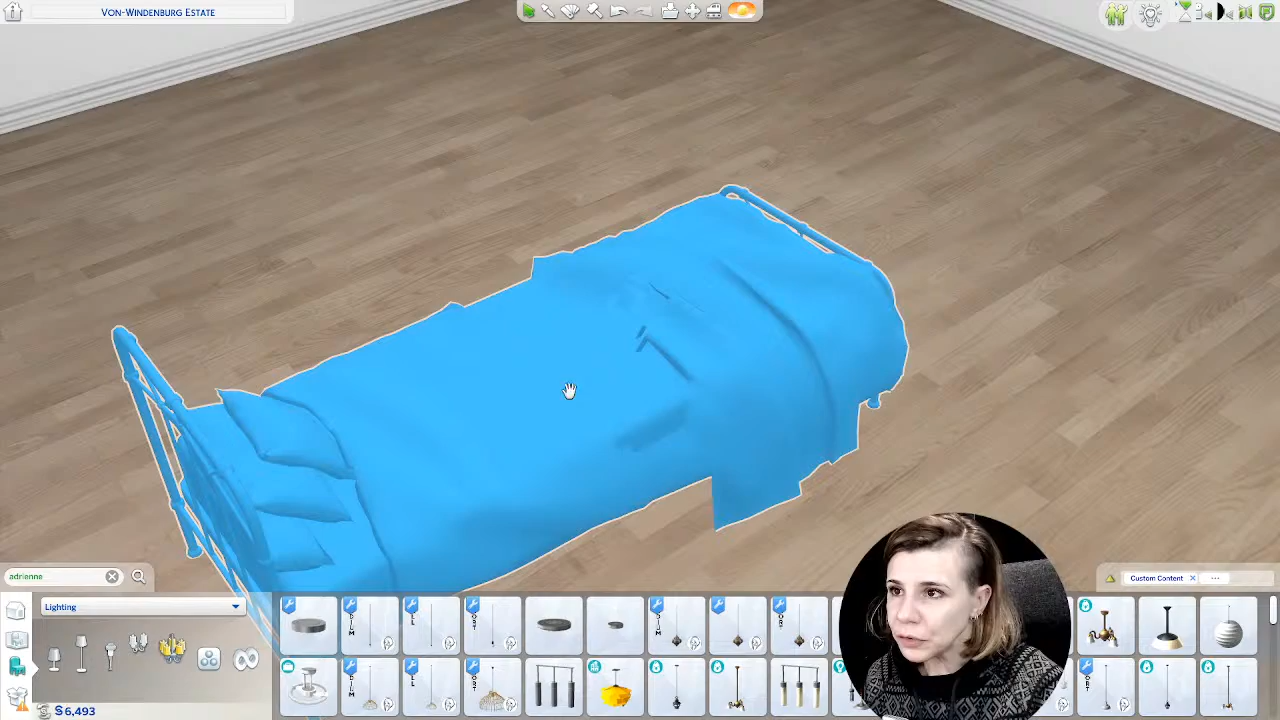 Von-Windenburg Estate
adrienne
Custom Content
Lighting
§6,493